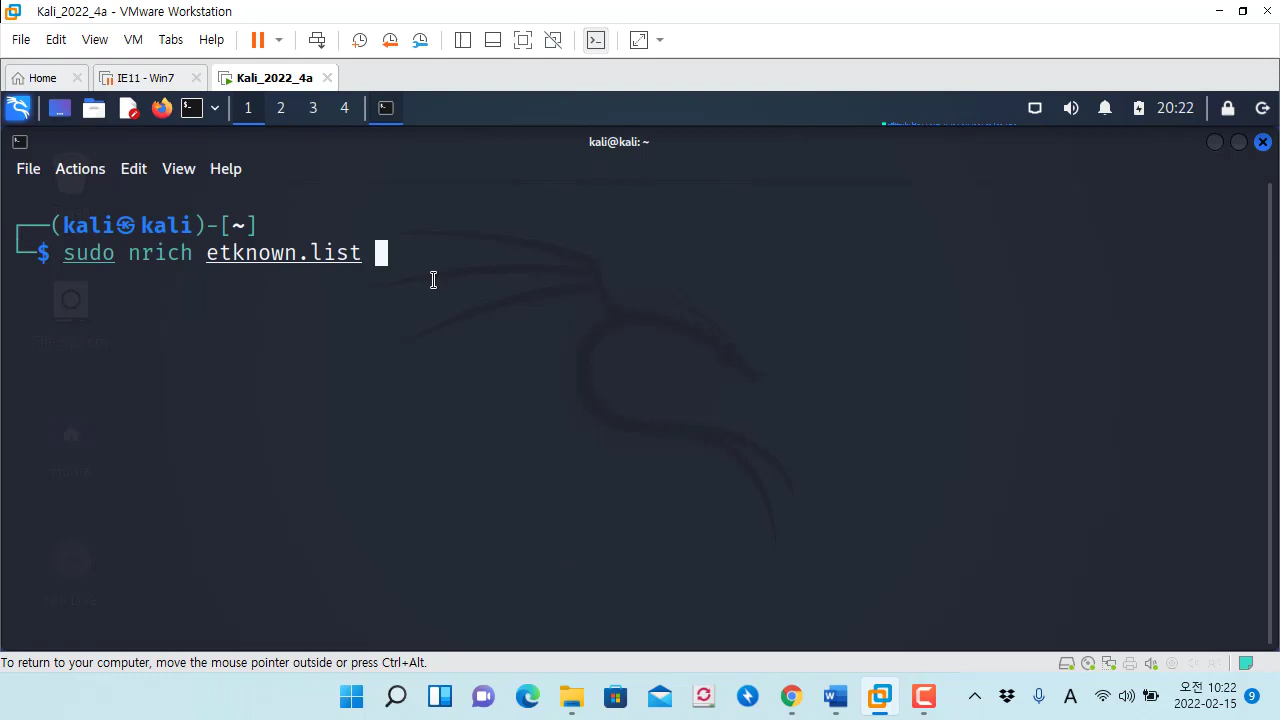 Kali_2022_4a - VMware Workstation
File Edit View VM Tabs Help
Home IE11 - Win7 Kali_2022_4a
1 2 3 4 20:22
kali@kali: ~
File Actions Edit View Help
(kali㉿kali)-[~]
$ sudo nrich etknown.list
To return to your computer, move the mouse pointer outside or press Ctrl+Alt.
A 오전 10:22 9
2022-02-15